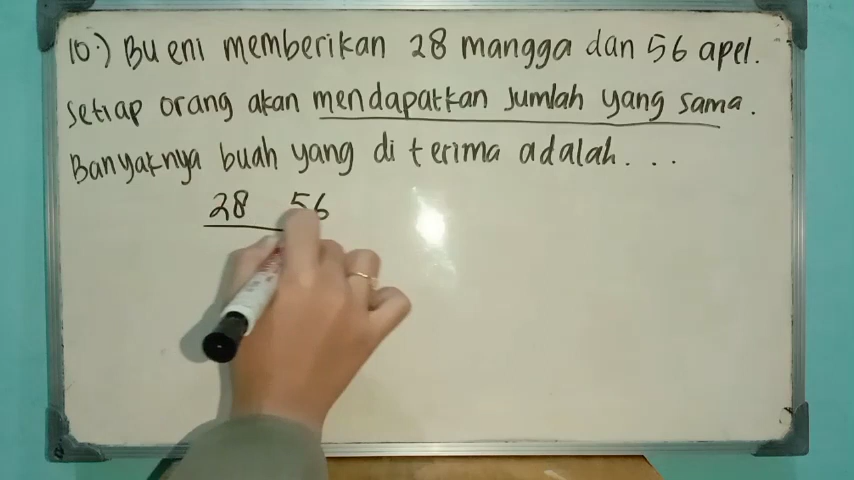 10.) Bu eni memberikan 28 mangga dan 56 apel.
setiap orang akan mendapatkan jumlah yang sama.
Banyaknya buah yang di terima adalah. . .
28 56